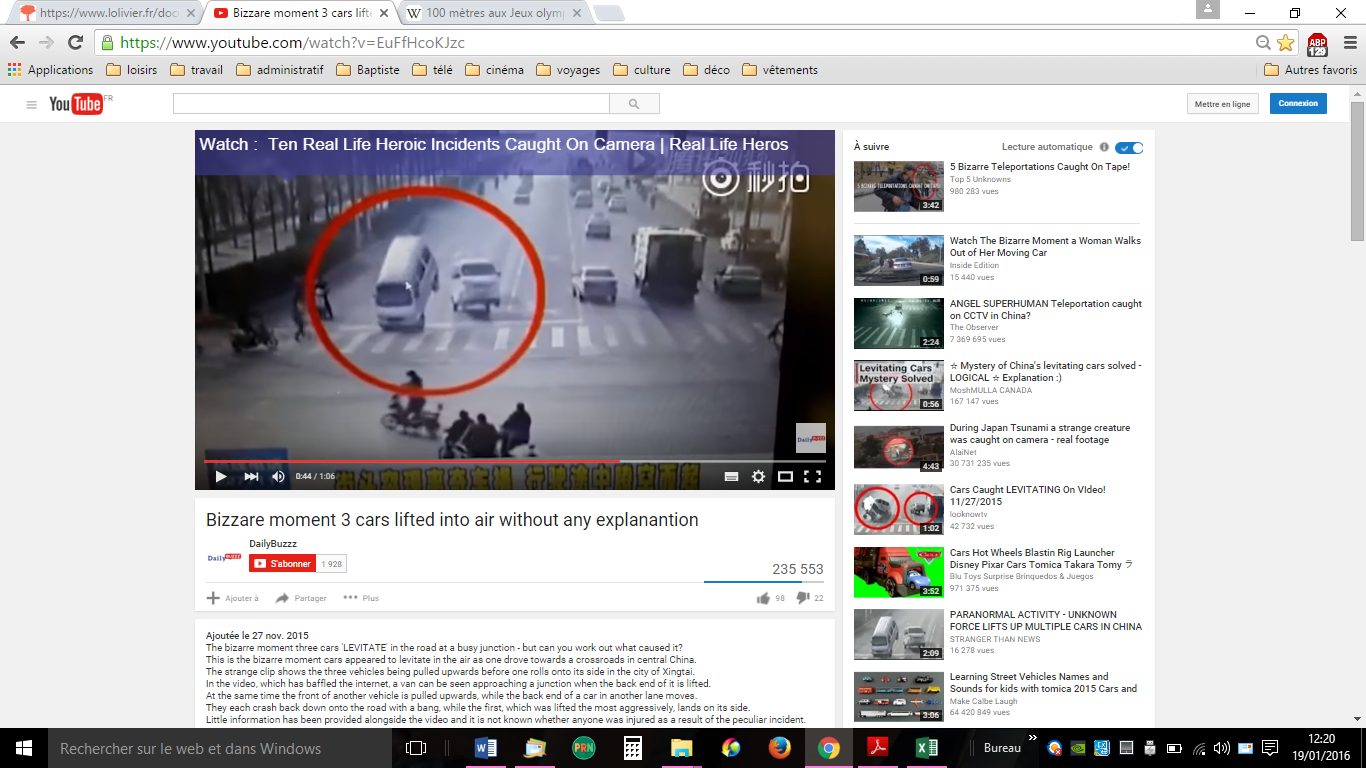 https://www.lolivier.fr/docu
Bizzare moment 3 cars lifte
100 mètres aux Jeux olymp
https://www.youtube.com/watch?v=EuFfHcoKJzc
ABP
129
Applications
loisirs
travail
administratif
Baptiste
télé
cinéma
voyages
culture
déco
vêtements
Autres favoris
YouTube FR
Mettre en ligne
Connexion
Watch : Ten Real Life Heroic Incidents Caught On Camera | Real Life Heros
秒拍
Daily
0:44 / 1:06
Bizzare moment 3 cars lifted into air without any explanantion
DailyBuzzz
Daily BUZZZ
S'abonner
1 928
235 553
Ajouter à
Partager
Plus
98
22
Ajoutée le 27 nov. 2015
The bizarre moment three cars `LEVITATE' in the road at a busy junction - but can you work out what caused it?
This is the bizarre moment cars appeared to levitate in the air as one drove towards a crossroads in central China.
The strange clip shows the three vehicles being pulled upwards before one rolls onto its side in the city of Xingtai.
In the video, which has baffled the internet, a van can be seen approaching a junction when the back end of it is lifted.
At the same time the front of another vehicle is pulled upwards, while the back end of a car in another lane moves.
They each crash back down onto the road with a bang, while the first, which was lifted the most aggressively, lands on its side.
Little information has been provided alongside the video and it is not known whether anyone was injured as a result of the peculiar incident.
À suivre
Lecture automatique
5 BIZARRE TELEPORTATIONS CAUGHT ON TAPE!
3:42
5 Bizarre Teleportations Caught On Tape!
Top 5 Unknowns
980 283 vues
0:59
Watch The Bizarre Moment a Woman Walks
Out of Her Moving Car
Inside Edition
15 440 vues
2:24
ANGEL SUPERHUMAN Teleportation caught
on CCTV in China?
The Observer
7 369 695 vues
Levitating Cars
Mystery Solved
0:56
☆ Mystery of China's levitating cars solved -
LOGICAL ☆ Explanation :)
MoshMULLA CANADA
167 147 vues
4:43
During Japan Tsunami a strange creature
was caught on camera - real footage
AlaiNet
30 731 235 vues
1:02
Cars Caught LEVITATING On VIdeo!
11/27/2015
looknowtv
42 732 vues
3:52
Cars Hot Wheels Blastin Rig Launcher
Disney Pixar Cars Tomica Takara Tomy ラ
Blu Toys Surprise Brinquedos & Juegos
971 375 vues
2:09
PARANORMAL ACTIVITY - UNKNOWN
FORCE LIFTS UP MULTIPLE CARS IN CHINA
STRANGER THAN NEWS
16 278 vues
3:06
Learning Street Vehicles Names and
Sounds for kids with tomica 2015 Cars and
Make Calbe Laugh
64 420 849 vues
Rechercher sur le web et dans Windows
PRN
Bureau
12:20
19/01/2016